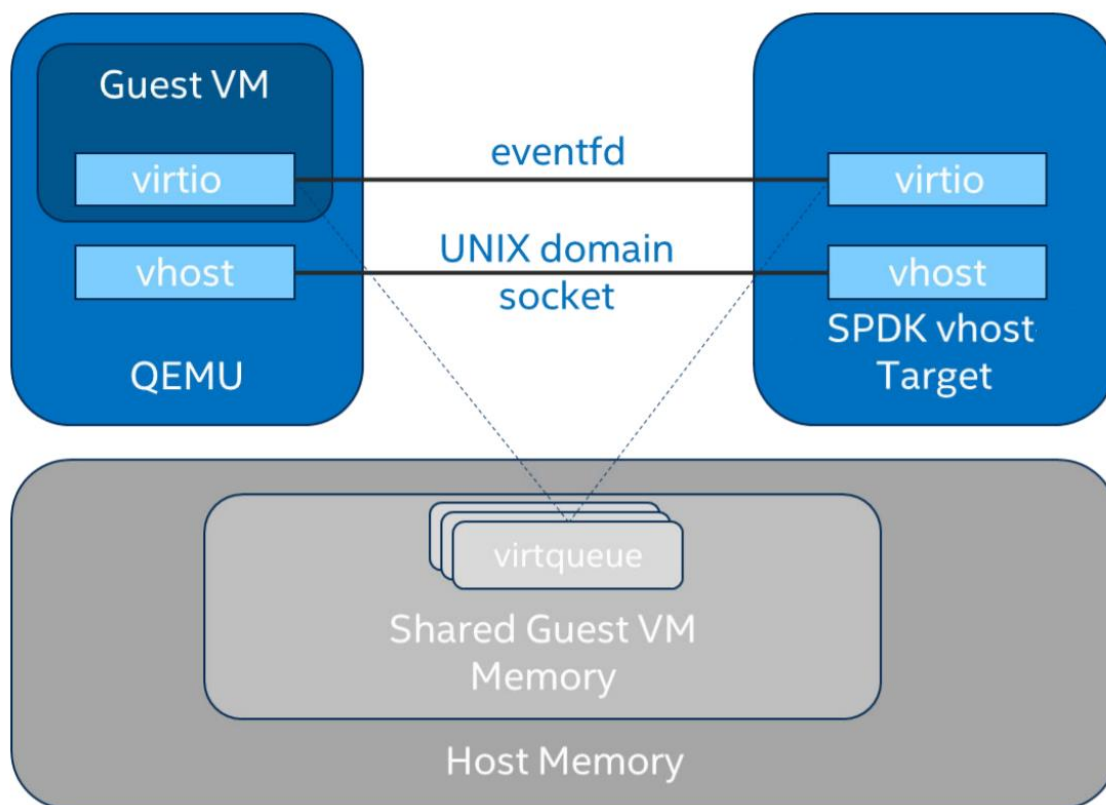 Guest VM
virtio
vhost
QEMU
eventfd
UNIX domain
socket
virtio
vhost
SPDK vhost
Target
virtqueue
Shared Guest VM
Memory
Host Memory